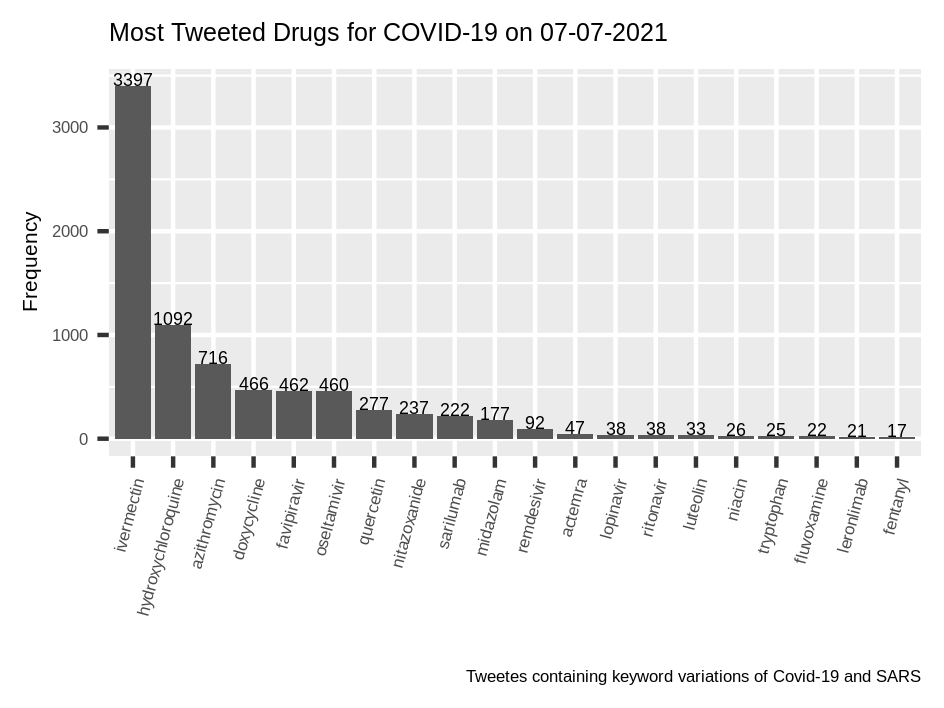 Most Tweeted Drugs for COVID-19 on 07-07-2021
Frequency
3000
2000
1000
0
3397
1092
716
466
462
460
277
237
222
177
92
47
38
38
33
26
25
22
21
17
ivermectin
hydroxychloroquine
azithromycin
doxycycline
favipiravir
oseltamivir
quercetin
nitazoxanide
sarilumab
midazolam
remdesivir
actemra
lopinavir
ritonavir
luteolin
niacin
tryptophan
fluvoxamine
leronlimab
fentanyl
Tweetes containing keyword variations of Covid-19 and SARS